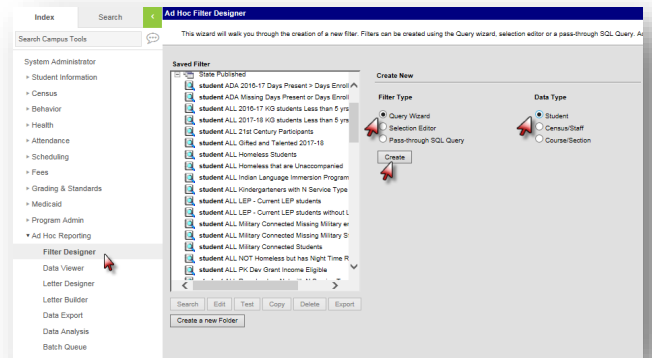 Index
Search
Search Campus Tools
System Administrator
Student Information
Census
Behavior
Health
Attendance
Scheduling
Fees
Grading & Standards
Medicaid
Program Admin
Ad Hoc Reporting
Filter Designer
Data Viewer
Letter Designer
Letter Builder
Data Export
Data Analysis
Batch Queue
Ad Hoc Filter Designer
This wizard will walk you through the creation of a new filter. Filters can be created using the Query wizard, selection editor or a pass-through SQL Query.
Saved Filter
State Published
student ADA 2016-17 Days Present > Days Enroll
student ADA Missing Days Present or Days Enroll
student ALL 2016-17 KG students Less than 5 yrs
student ALL 2017-18 KG students Less than 5 yrs
student ALL 21st Century Participants
student ALL Gifted and Talented 2017-18
student ALL Homeless Students
student ALL Homeless that are Unaccompanied
student ALL Indian Language Immersion Program
student ALL Kindergarteners with N Service Type
student ALL LEP - Current LEP students
student ALL LEP - Current LEP students without L
student ALL Military Connected Missing Military e
student ALL Military Connected Missing Military S
student ALL Military Connected Students
student ALL NOT Homeless but has Night Time R
student ALL PK Dev Grant Income Eligible
Search Edit Test Copy Delete Export
Create a new Folder
Create New
Filter Type
Query Wizard
Selection Editor
Pass-through SQL Query
Create
Data Type
Student
Census/Staff
Course/Section